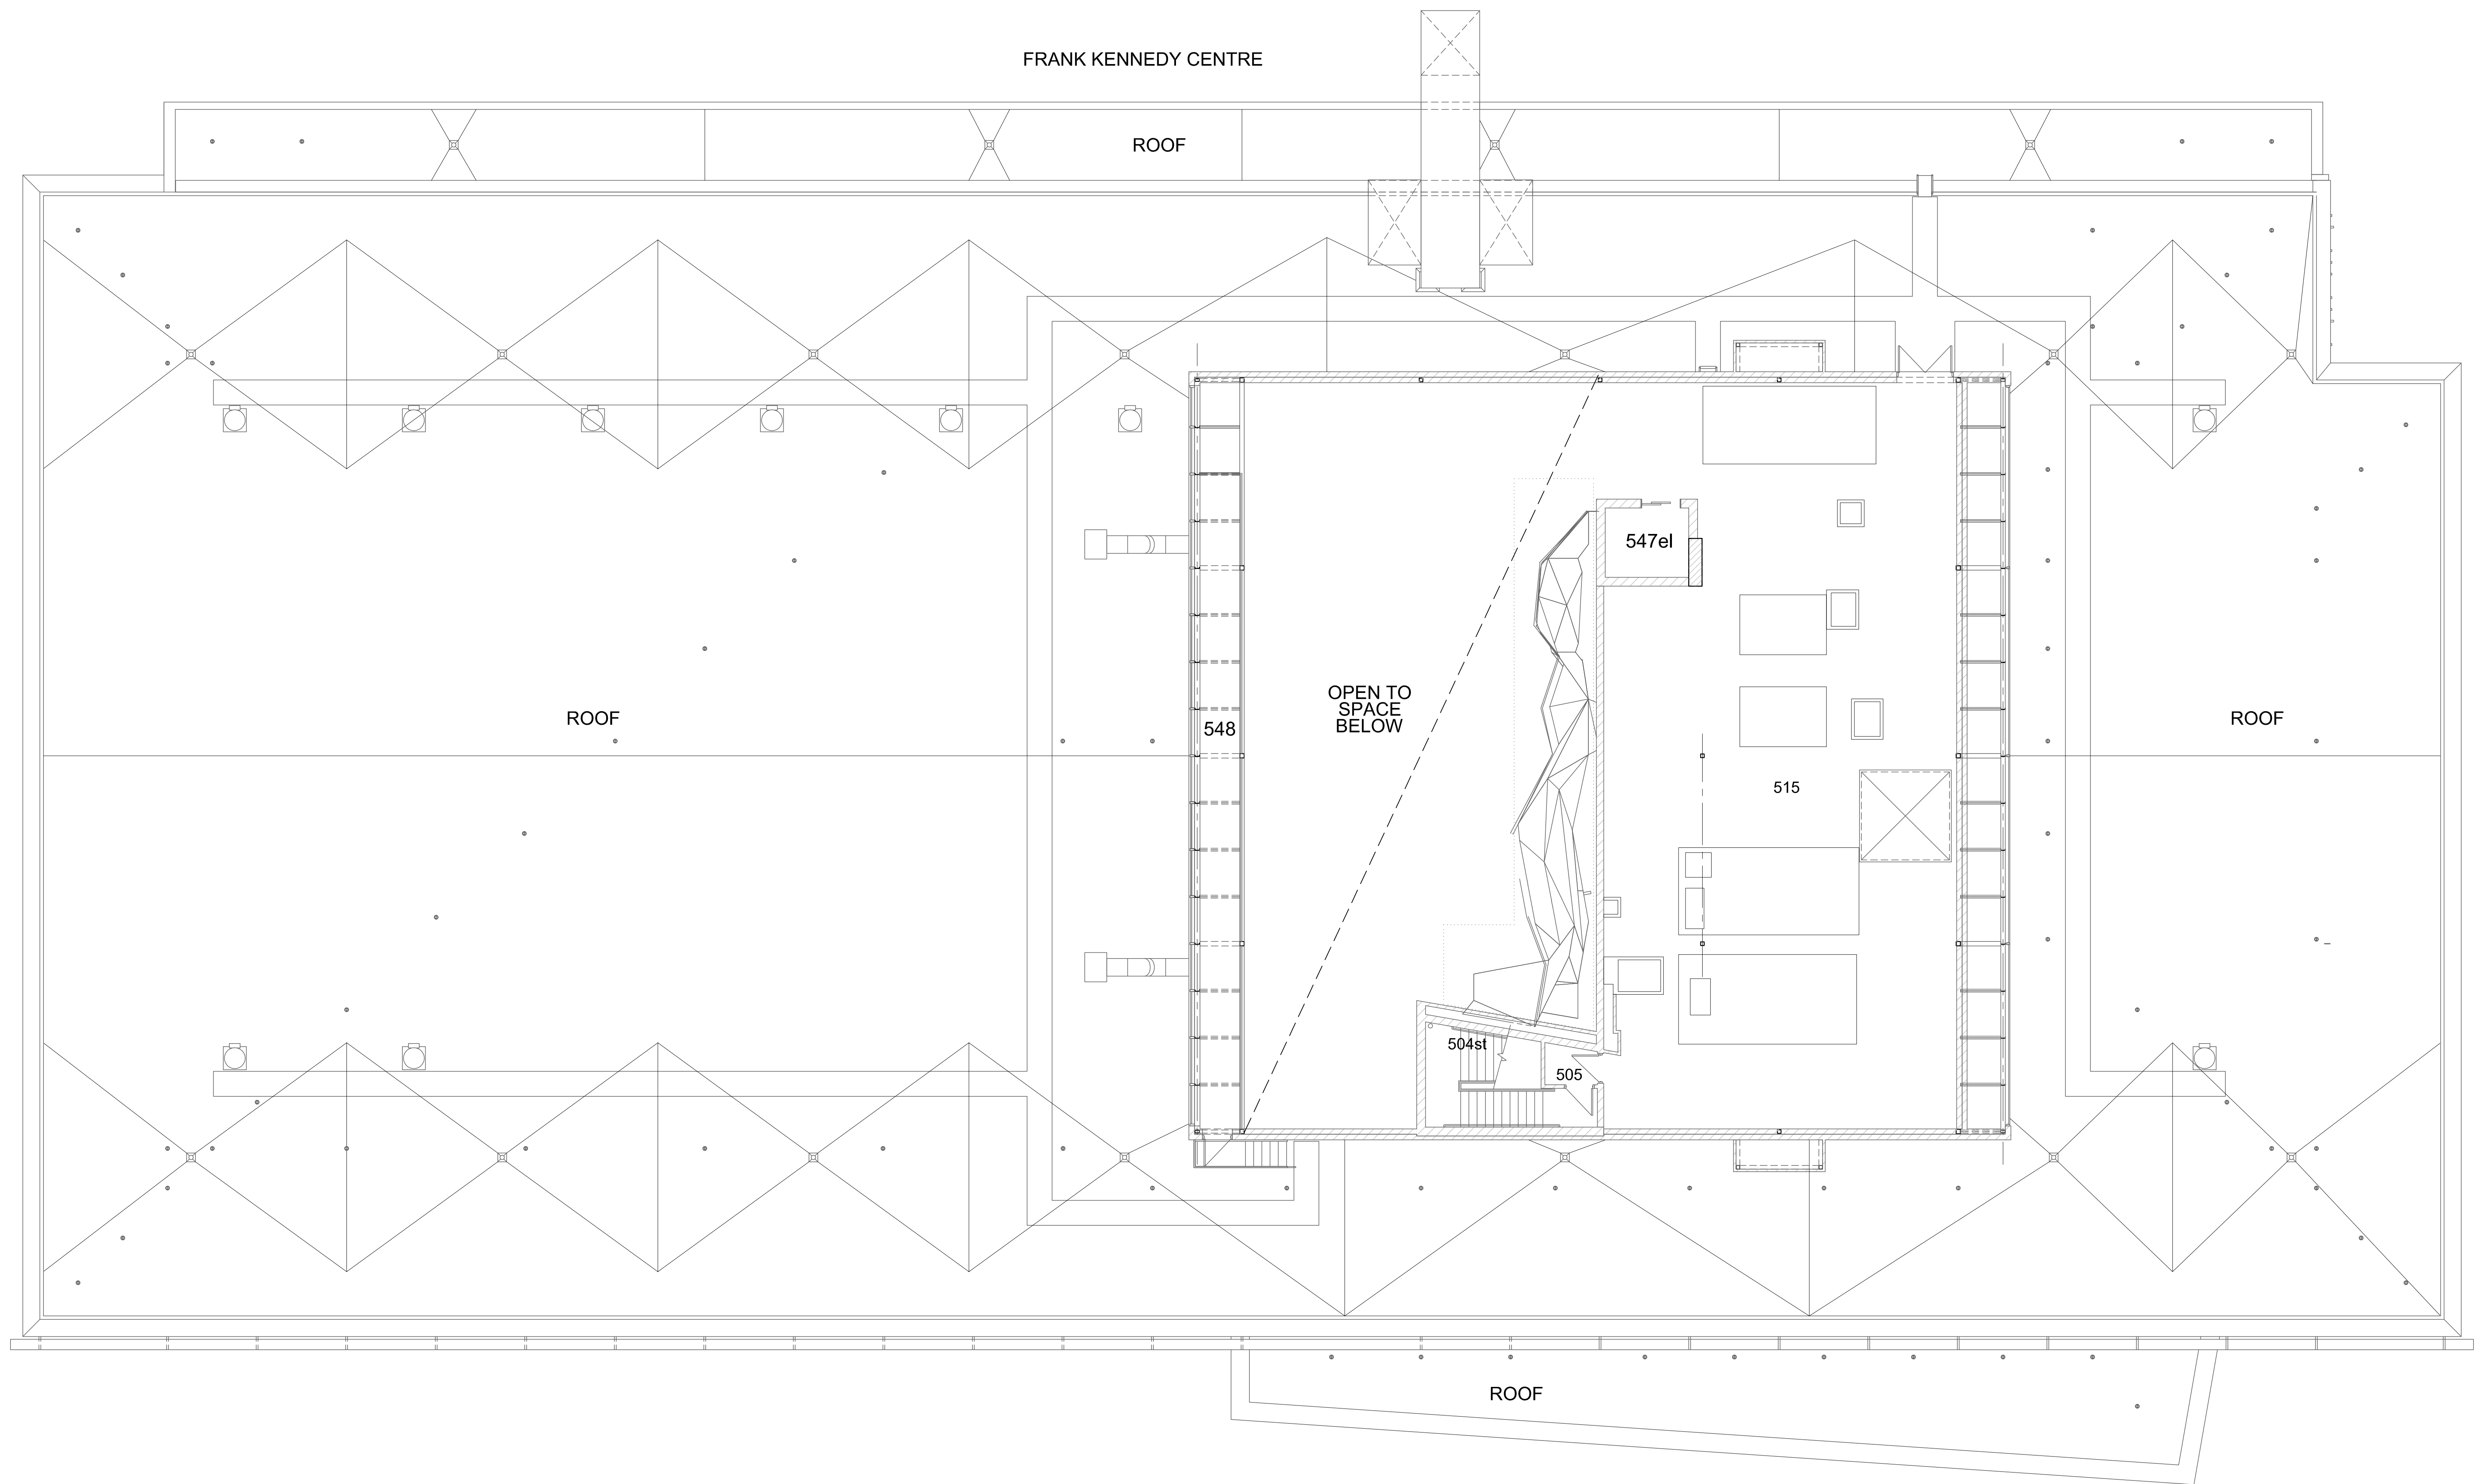 FRANK KENNEDY CENTRE
ROOF
547el
OPEN TO
SPACE
BELOW
ROOF
548
ROOF
515
504st
505
ROOF